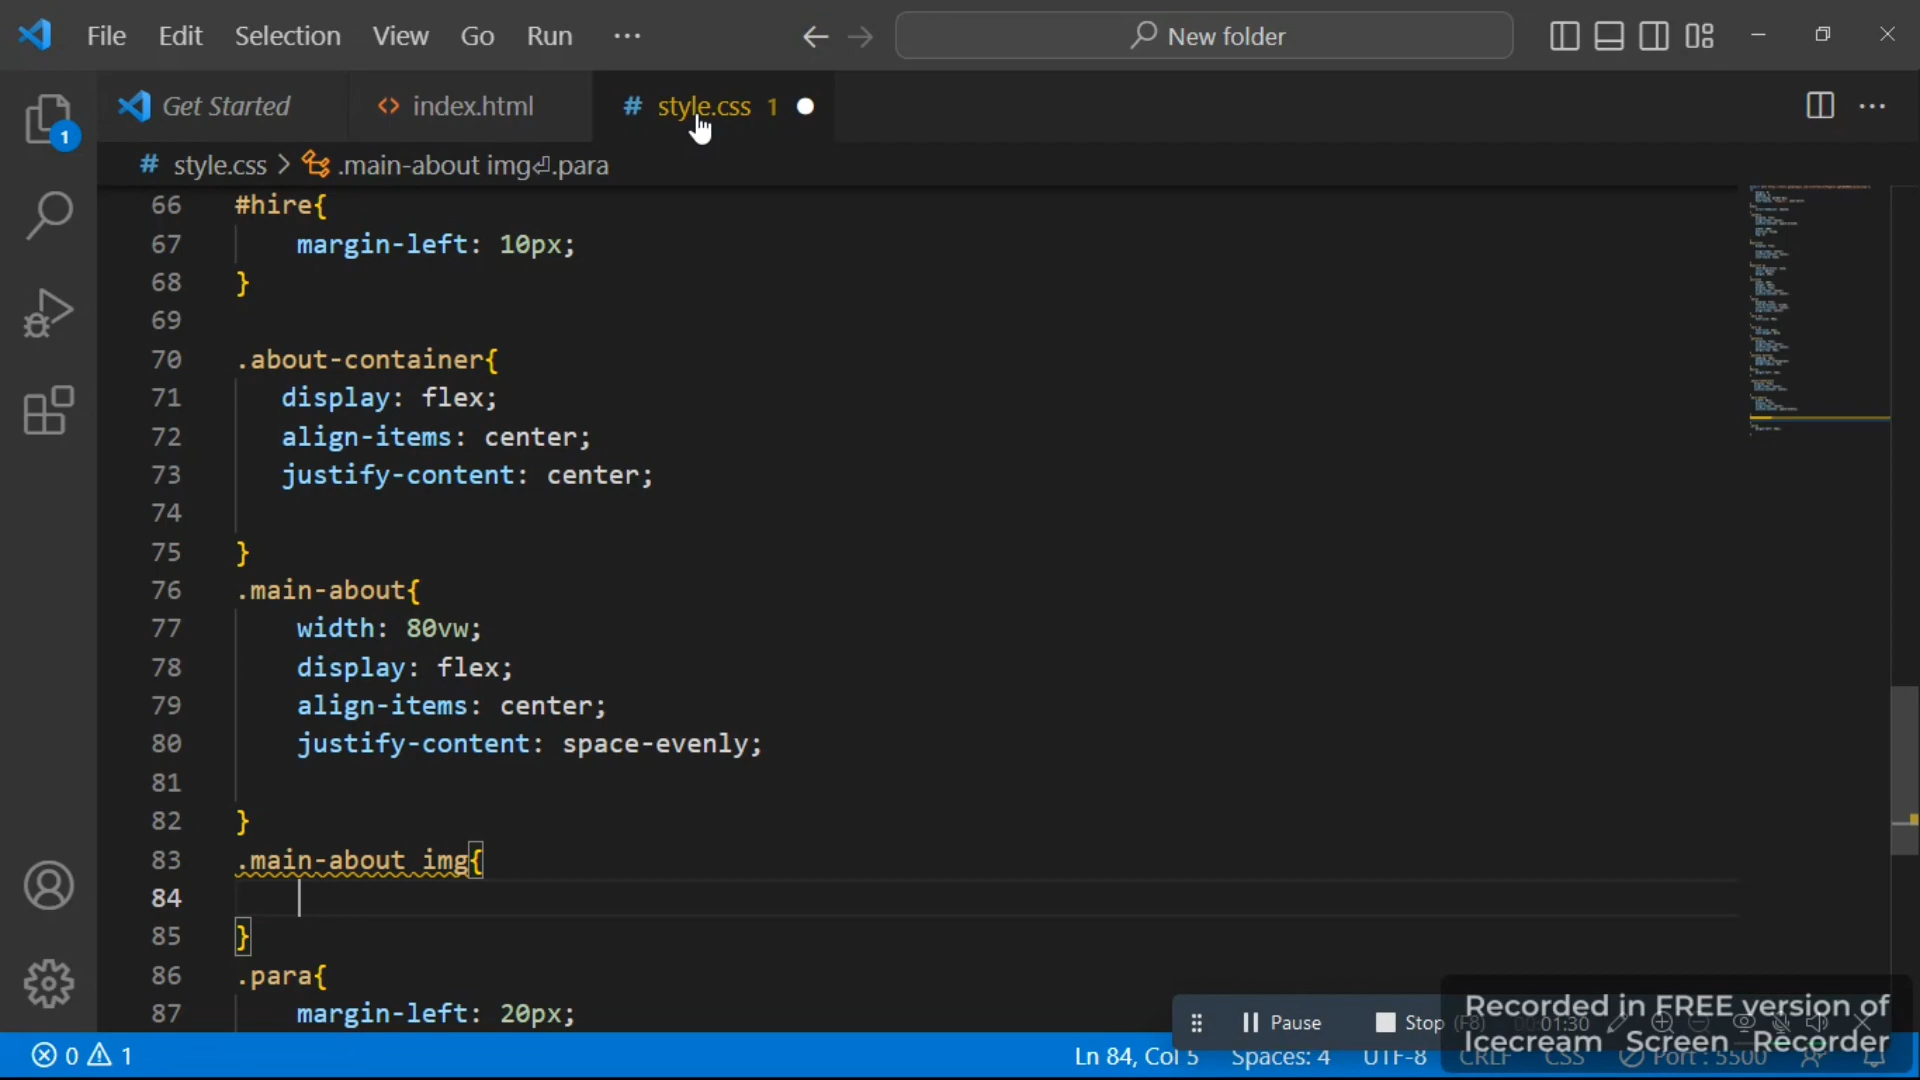 File Edit Selection View Go Run ··· New folder
Get Started index.html # style.css 1
# style.css > .main-about img⏎.para
66 #hire{
67 margin-left: 10px;
68 }
69
70 .about-container{
71 display: flex;
72 align-items: center;
73 justify-content: center;
74
75 }
76 .main-about{
77 width: 80vw;
78 display: flex;
79 align-items: center;
80 justify-content: space-evenly;
81
82 }
83 .main-about img{
84
85 }
86 .para{
87 margin-left: 20px;
1
Pause Stop (F8) 01:30
Recorded in FREE version of
Icecream Screen Recorder
0 1 Ln 84, Col 5 Spaces: 4 UTF-8 CRLF CSS Port : 5500